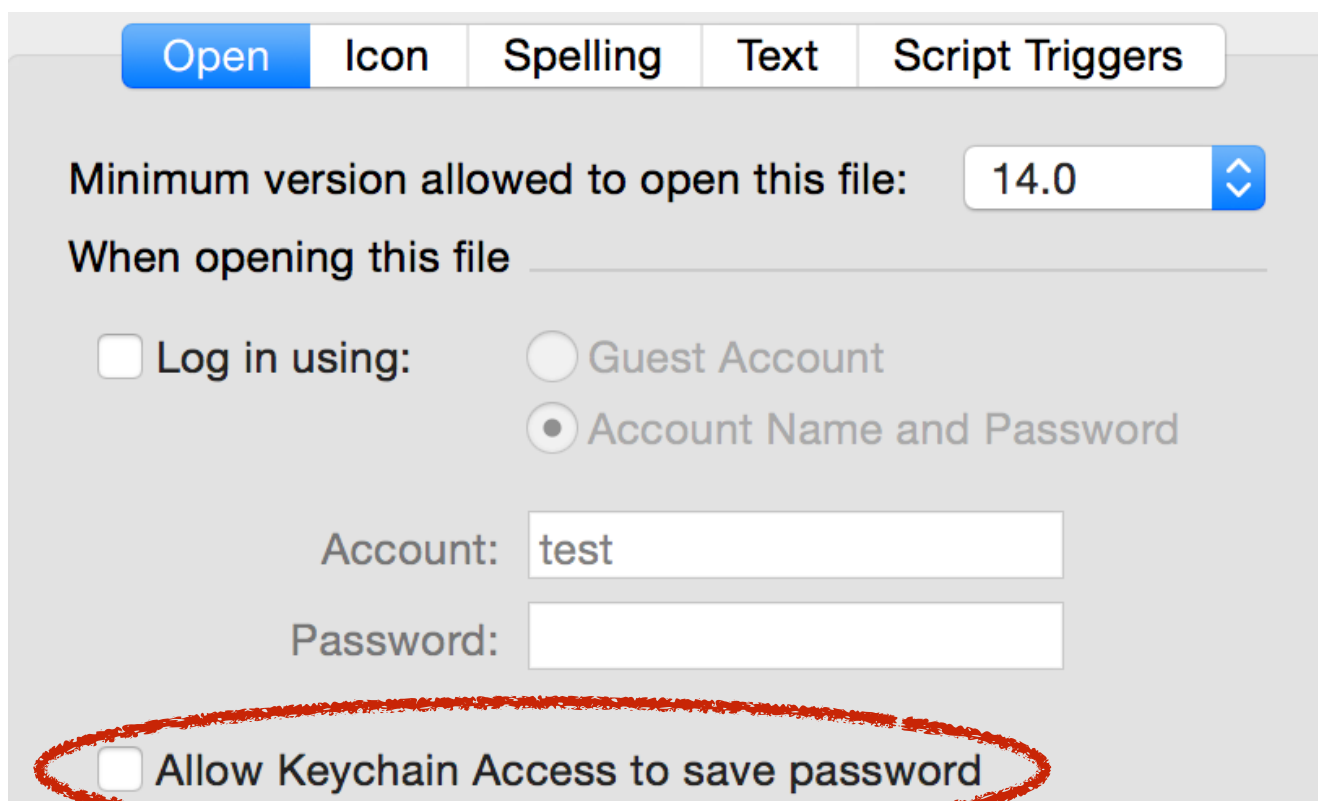 Open Icon Spelling Text Script Triggers
Minimum version allowed to open this file: 14.0
When opening this file
Log in using: Guest Account
Account Name and Password
Account: test
Password:
Allow Keychain Access to save password